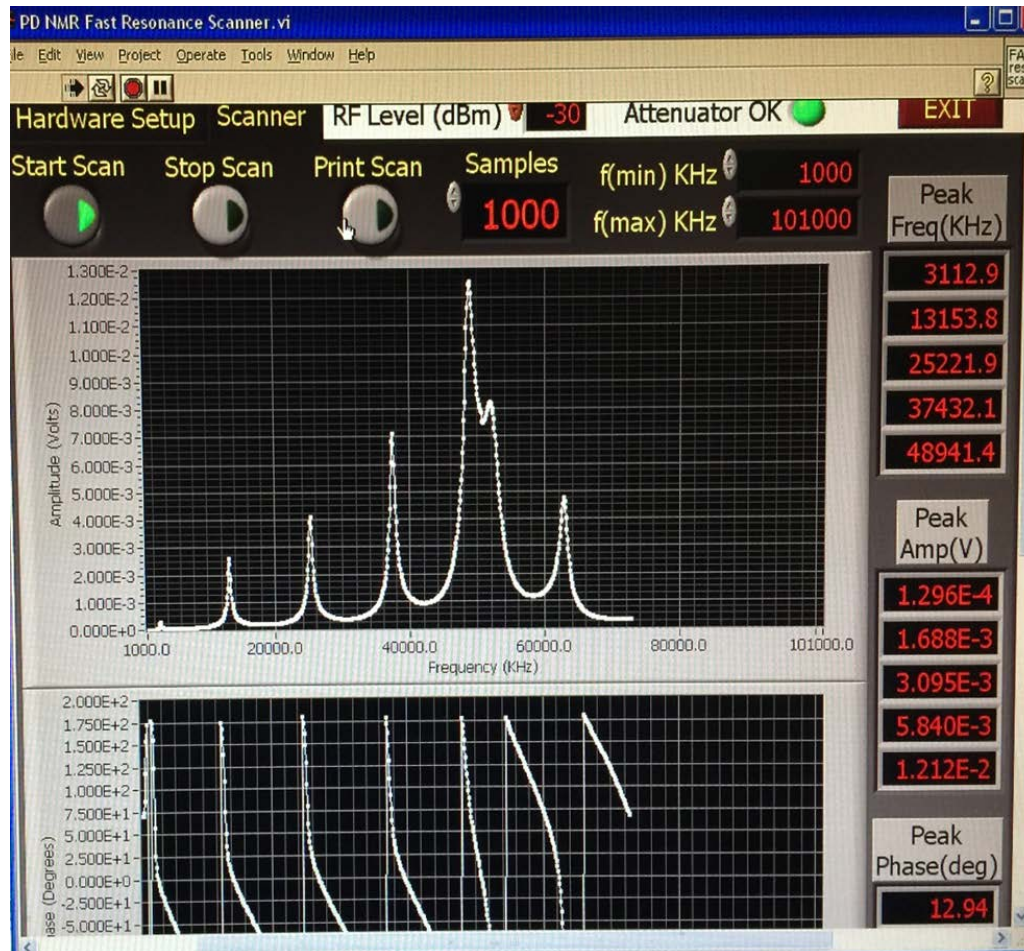 PD NMR Fast Resonance Scanner.vi
le Edit View Project Operate Tools Window Help
?
FA
res
sca
Hardware Setup Scanner RF Level (dBm) -30 Attenuator OK EXIT
Start Scan Stop Scan Print Scan Samples f(min) KHz 1000
1000 f(max) KHz 101000
Peak
Freq(KHz)
3112.9
13153.8
25221.9
37432.1
48941.4
1.300E-2
1.200E-2
1.100E-2
1.000E-2
9.000E-3
8.000E-3
7.000E-3
6.000E-3
5.000E-3
4.000E-3
3.000E-3
2.000E-3
1.000E-3
0.000E+0
Amplitude (Volts)
1000.0 20000.0 40000.0 60000.0 80000.0 101000.0
Frequency (KHz)
Peak
Amp(V)
1.296E-4
1.688E-3
3.095E-3
5.840E-3
1.212E-2
2.000E+2
1.750E+2
1.500E+2
1.250E+2
1.000E+2
7.500E+1
5.000E+1
2.500E+1
0.000E+0
-2.500E+1
-5.000E+1
ase (Degrees)
Peak
Phase(deg)
12.94